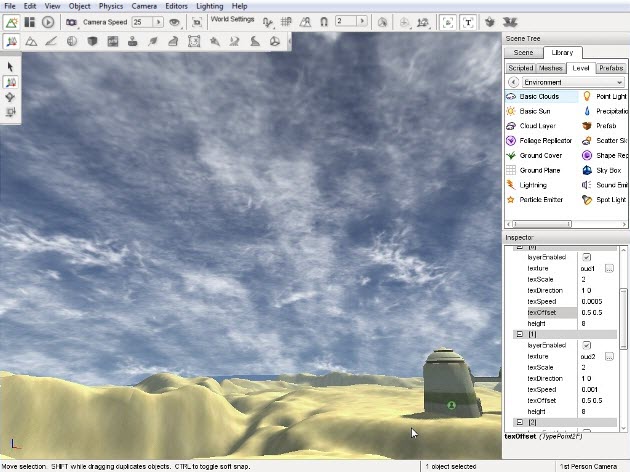 File Edit View Object Physics Camera Editors Lighting Help
Camera Speed 25 World Settings 2
Scene Tree
Scene Library
Scripted Meshes Level Prefabs
Environment
Basic Clouds Point Light
Basic Sun Precipitatio
Cloud Layer Prefab
Foliage Replicator Scatter Sk
Ground Cover Shape Rep
Ground Plane Sky Box
Lightning Sound Emi
Particle Emitter Spot Light
Inspector
layerEnabled
texture oud1 ...
texScale 2
texDirection 1 0
texSpeed 0.0005
texOffset 0.5 0.5
height 8
[1]
layerEnabled
texture oud2 ...
texScale 2
texDirection 1 0
texSpeed 0.001
texOffset 0.5 0.5
height 8
[2]
texOffset (TypePoint2F)
Move selection. SHIFT while dragging duplicates objects. CTRL to toggle soft snap. 1 object selected 1st Person Camera